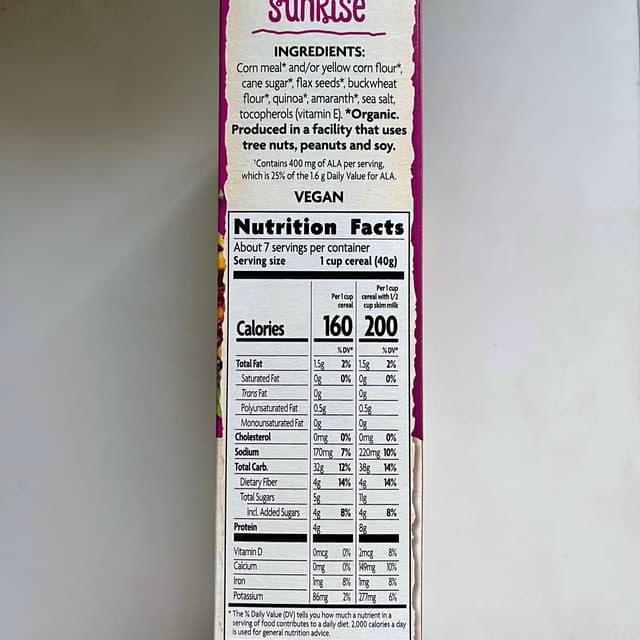 SUNRISE
INGREDIENTS:
Corn meal* and/or yellow corn flour*,
cane sugar*, flax seeds*, buckwheat
flour*, quinoa*, amaranth*, sea salt,
tocopherols (vitamin E). *Organic.
Produced in a facility that uses
tree nuts, peanuts and soy.
†Contains 400 mg of ALA per serving,
which is 25% of the 1.6 g Daily Value for ALA.
VEGAN
Nutrition Facts
About 7 servings per container
Serving size 1 cup cereal (40g)
Per 1 cup cereal
Per 1 cup cereal with 1/2 cup skim milk
Calories 160 200
% DV* % DV*
Total Fat 1.5g 2% 1.5g 2%
Saturated Fat 0g 0% 0g 0%
Trans Fat 0g 0g
Polyunsaturated Fat 0.5g 0.5g
Monounsaturated Fat 0g 0g
Cholesterol 0mg 0% 0mg 0%
Sodium 170mg 7% 220mg 10%
Total Carb. 32g 12% 38g 14%
Dietary Fiber 4g 14% 4g 14%
Total Sugars 5g 11g
Incl. Added Sugars 4g 8% 4g 8%
Protein 4g 8g
Vitamin D 0mcg 0% 2mcg 8%
Calcium 0mg 0% 149mg 10%
Iron 1mg 8% 1mg 8%
Potassium 86mg 2% 277mg 6%
* The % Daily Value (DV) tells you how much a nutrient in a
serving of food contributes to a daily diet. 2,000 calories a day
is used for general nutrition advice.